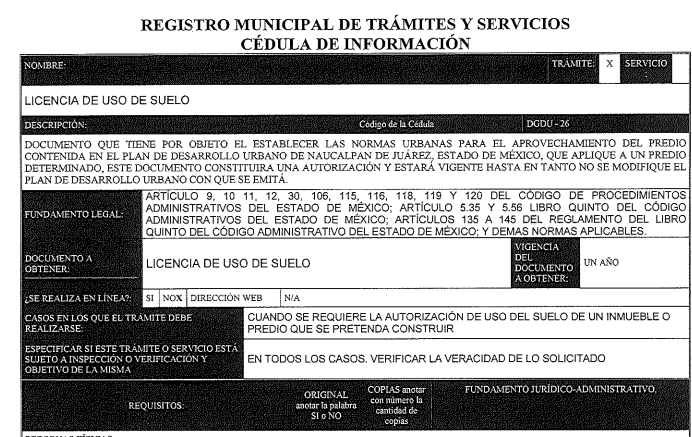 REGISTRO MUNICIPAL DE TRÁMITES Y SERVICIOS
CÉDULA DE INFORMACIÓN
NOMBRE: TRÁMITE: X SERVICIO :
LICENCIA DE USO DE SUELO
DESCRIPCIÓN: Codigo de la Cédula DGDU - 26
DOCUMENTO QUE TIENE POR OBJETO EL ESTABLECER LAS NORMAS URBANAS PARA EL APROVECHAMIENTO DEL PREDIO
CONTENIDA EN EL PLAN DE DESARROLLO URBANO DE NAUCALPAN DE JUÁREZ, ESTADO DE MÉXICO, QUE APLIQUE A UN PREDIO
DETERMINADO, ESTE DOCUMENTO CONSTITUIRA UNA AUTORIZACIÓN Y ESTARÁ VIGENTE HASTA EN TANTO NO SE MODIFIQUE EL
PLAN DE DESARROLLO URBANO CON QUE SE EMITÁ.
FUNDAMENTO LEGAL:
ARTÍCULO 9, 10 11, 12, 30, 106, 115, 116, 118, 119 Y 120 DEL CÓDIGO DE PROCEDIMIENTOS
ADMINISTRATIVOS DEL ESTADO DE MÉXICO; ARTÍCULO 5.35 Y 5.56 LIBRO QUINTO DEL CÓDIGO
ADMINISTRATIVOS DEL ESTADO DE MÉXICO; ARTÍCULOS 135 A 145 DEL REGLAMENTO DEL LIBRO
QUINTO DEL CÓDIGO ADMINISTRATIVO DEL ESTADO DE MÉXICO; Y DEMAS NORMAS APLICABLES.
DOCUMENTO A
OBTENER:
LICENCIA DE USO DE SUELO
VIGENCIA
DEL
DOCUMENTO
A OBTENER:
UN AÑO
¿SE REALIZA EN LÍNEA?: SI NOX DIRECCIÓN WEB N/A
CASOS EN LOS QUE EL TRÁMITE DEBE
REALIZARSE:
CUANDO SE REQUIERE LA AUTORIZACIÓN DE USO DEL SUELO DE UN INMUEBLE O
PREDIO QUE SE PRETENDA CONSTRUIR
ESPECIFICAR SI ESTE TRÁMITE O SERVICIO ESTÁ
SUJETO A INSPECCIÓN O VERIFICACIÓN Y
OBJETIVO DE LA MISMA
EN TODOS LOS CASOS. VERIFICAR LA VERACIDAD DE LO SOLICITADO
REQUISITOS:
ORIGINAL
anotar la palabra
SI o NO
COPIAS anotar
con número la
cantidad de
copias
FUNDAMENTO JURÍDICO-ADMINISTRATIVO.